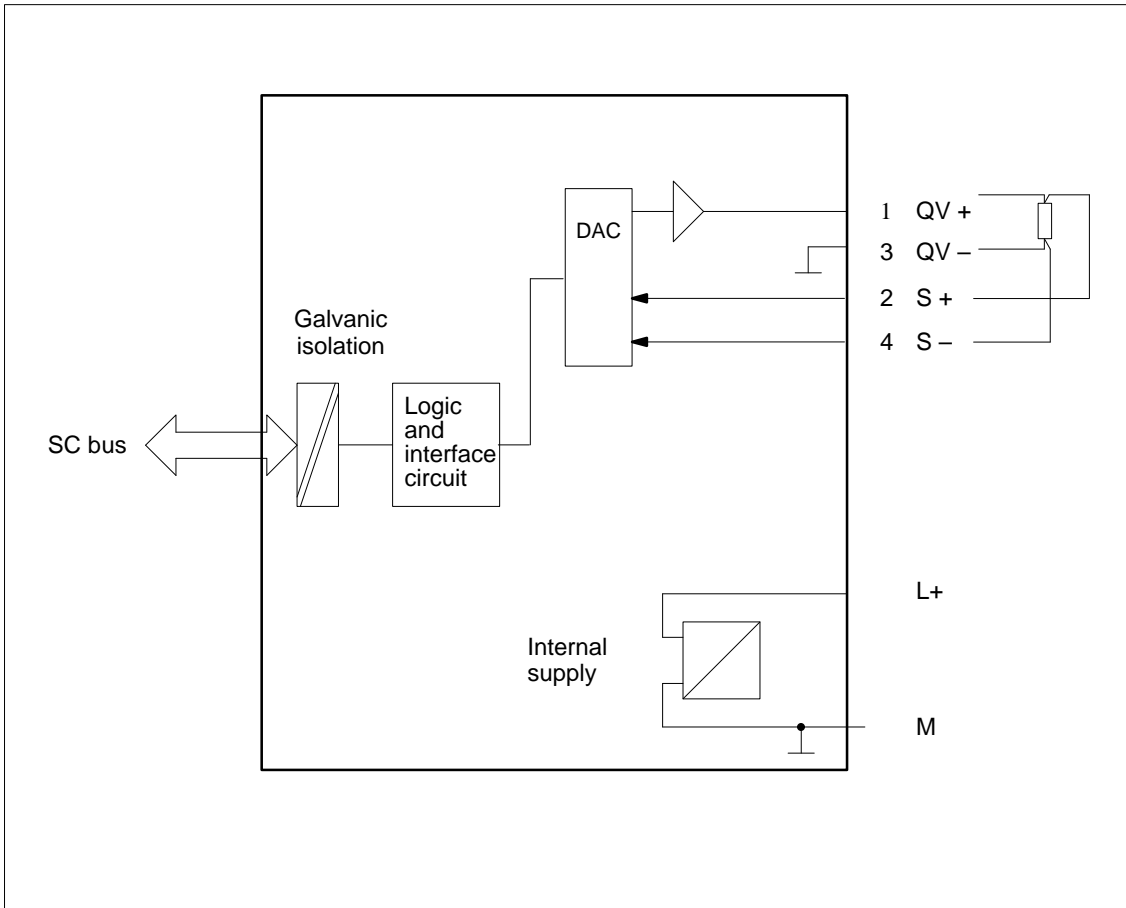 DAC
1 QV +
3 QV –
2 S +
4 S –
Galvanic
isolation
Logic
and
interface
circuit
SC bus
L+
Internal
supply
M